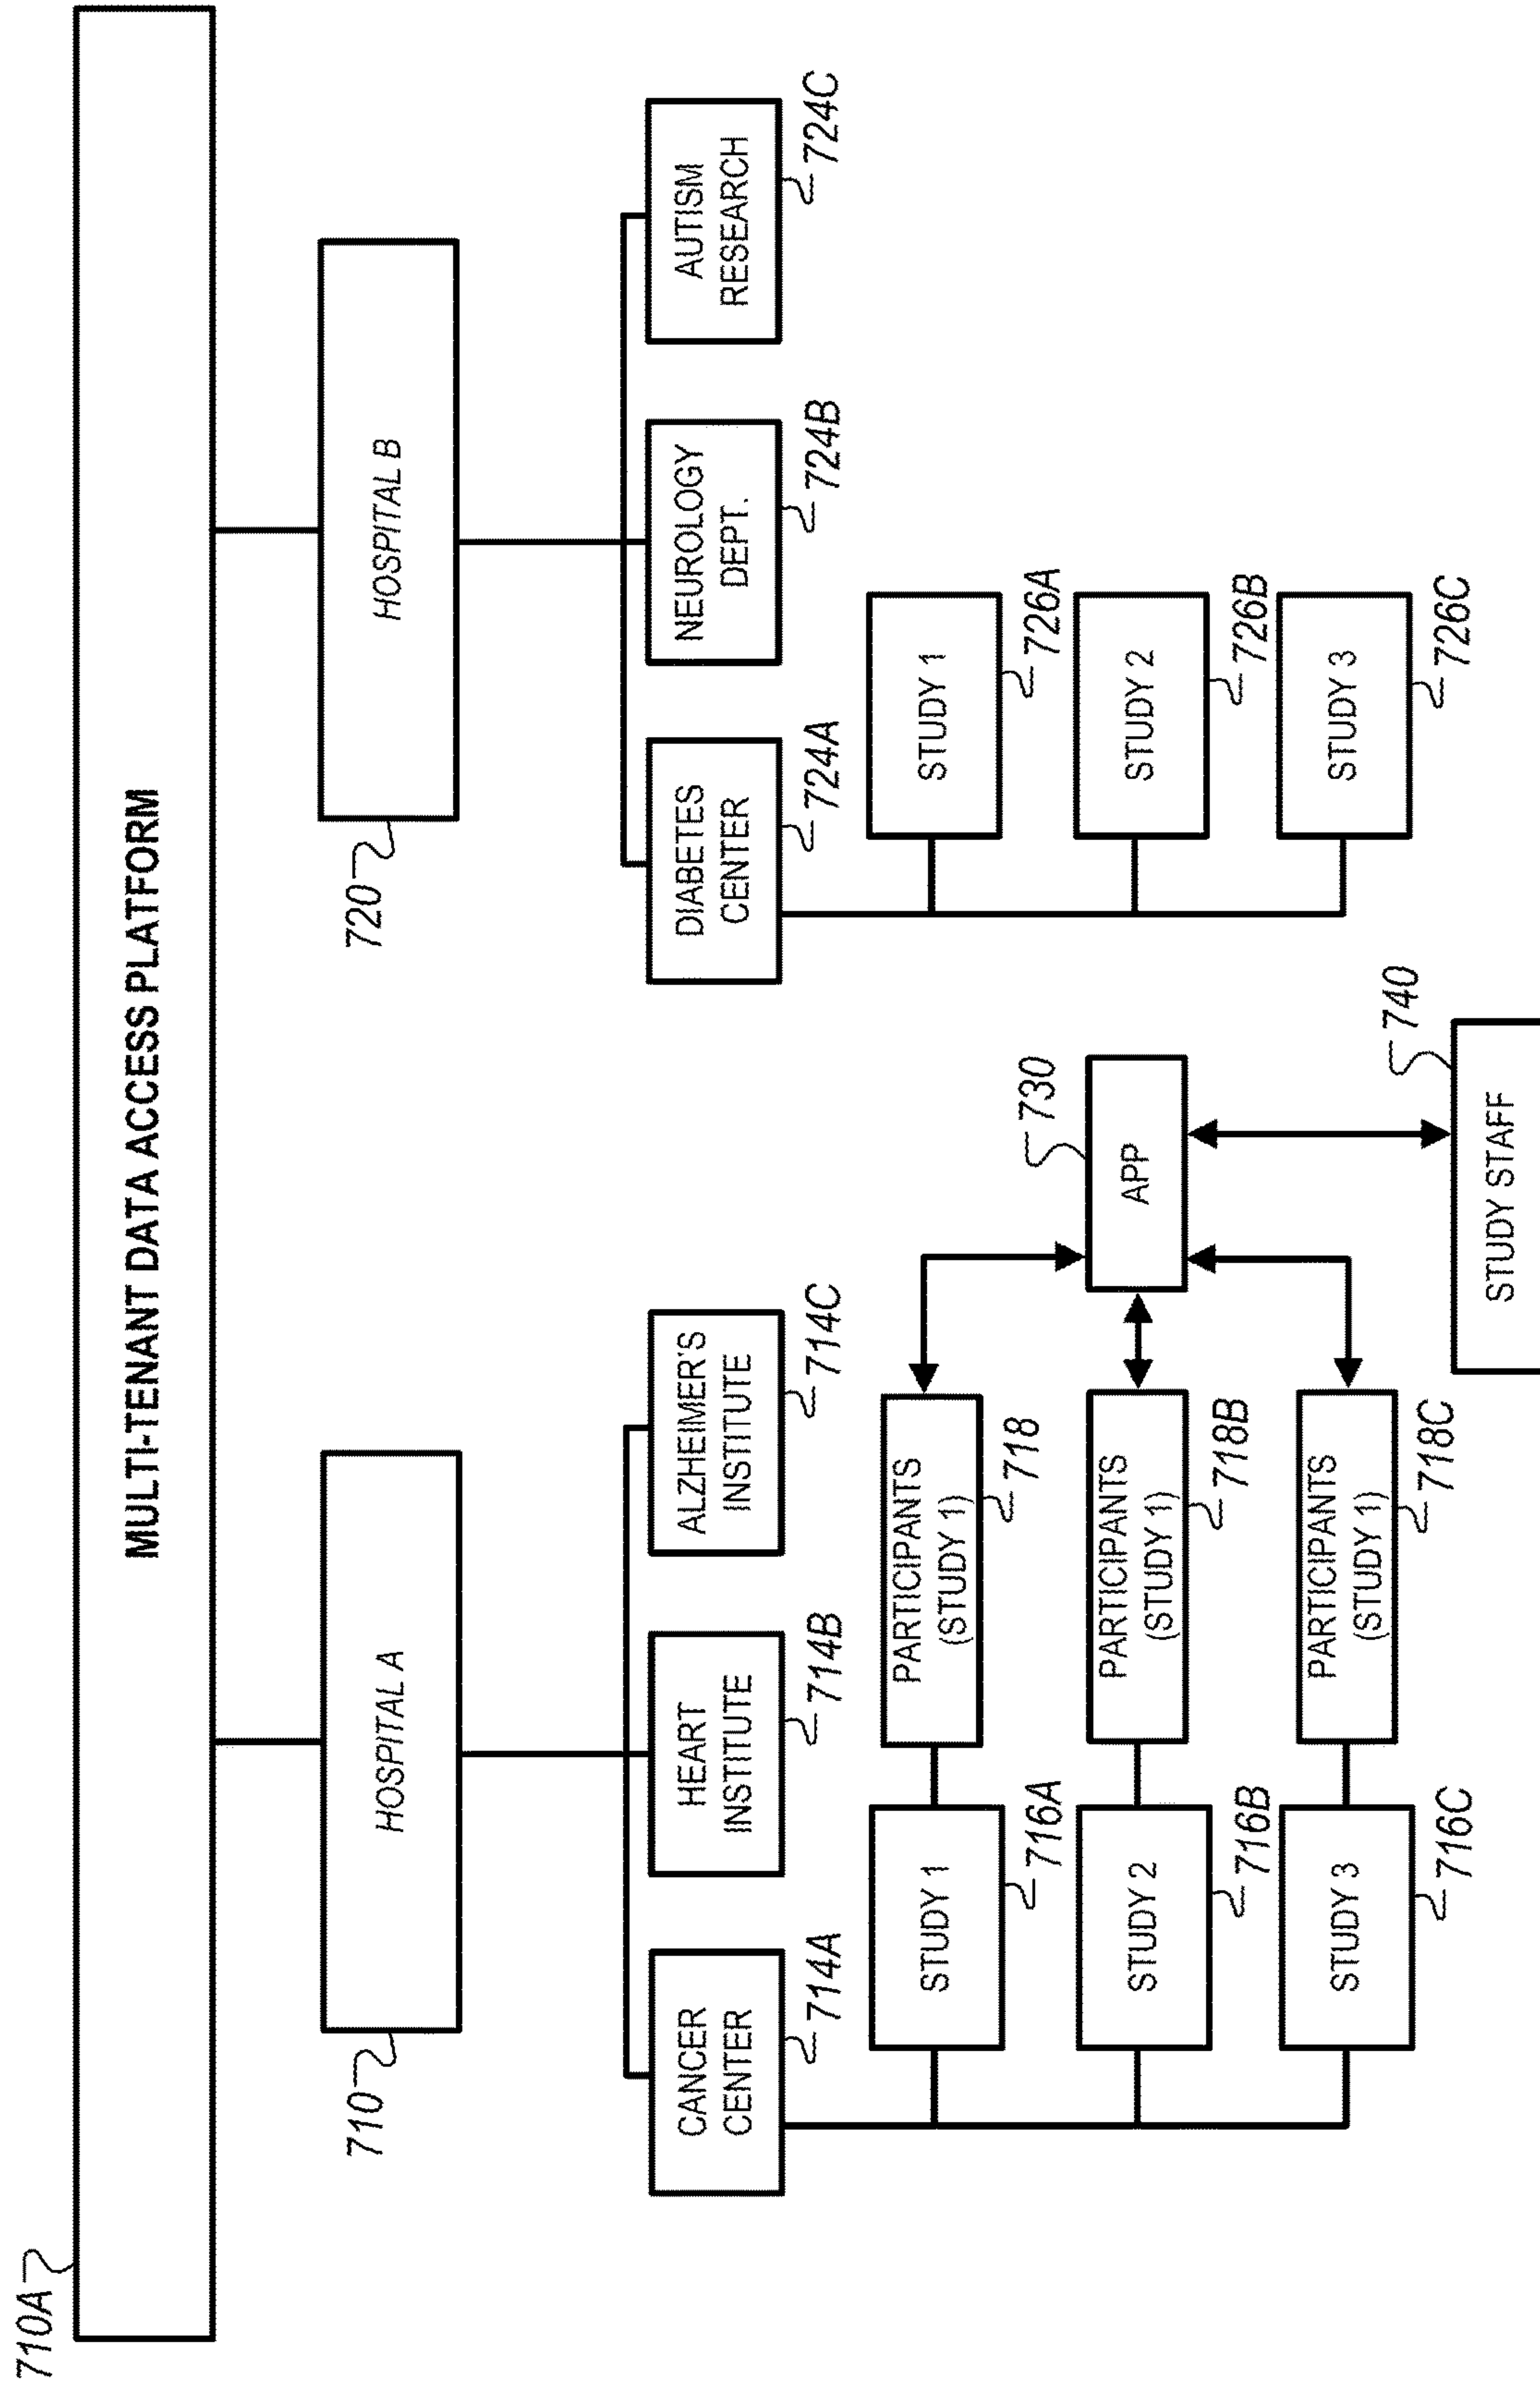 710A
MULTI-TENANT DATA ACCESS PLATFORM
710
HOSPITAL A
720
HOSPITAL B
CANCER
CENTER
714A
HEART
INSTITUTE
714B
ALZHEIMER'S
INSTITUTE
714C
DIABETES
CENTER
724A
NEUROLOGY
DEPT.
724B
AUTISM
RESEARCH
724C
STUDY 1
716A
PARTICIPANTS
(STUDY 1)
718
STUDY 2
716B
PARTICIPANTS
(STUDY 1)
718B
STUDY 3
716C
PARTICIPANTS
(STUDY 1)
718C
730
APP
740
STUDY STAFF
STUDY 1
726A
STUDY 2
726B
STUDY 3
726C